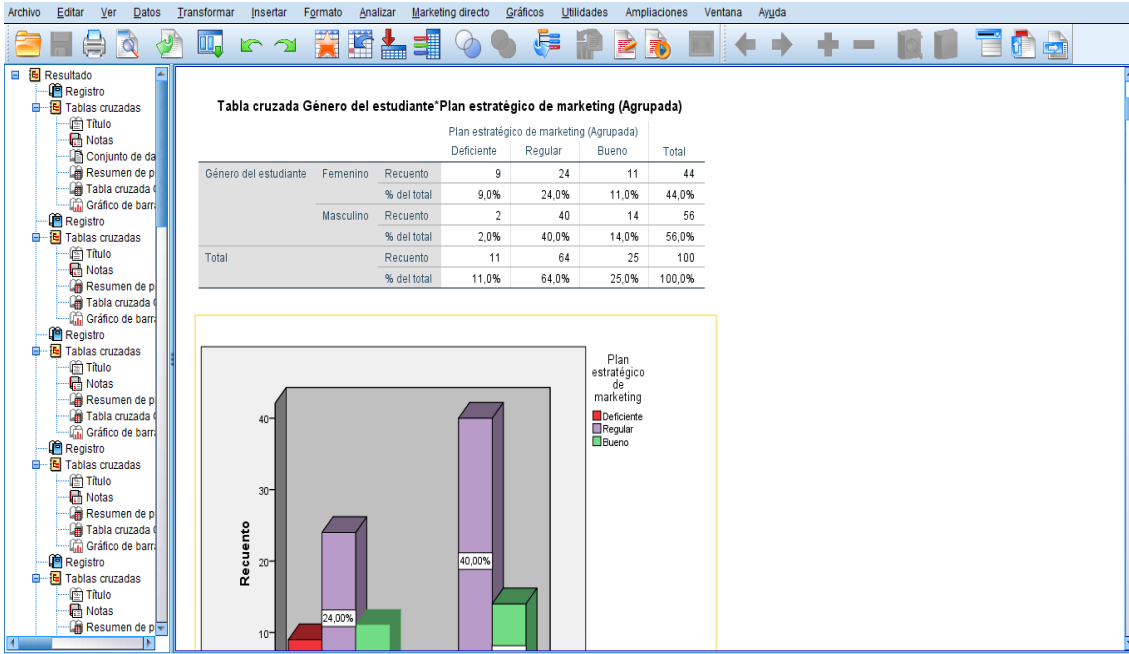 Archivo Editar Ver Datos Transformar Insertar Formato Analizar Marketing directo Gráficos Utilidades Ampliaciones Ventana Ayuda
Resultado
Registro
Tablas cruzadas
Título
Notas
Conjunto de da
Resumen de p
Tabla cruzada (
Gráfico de barra
Registro
Tablas cruzadas
Título
Notas
Resumen de p
Tabla cruzada G
Gráfico de barra
Registro
Tablas cruzadas
Título
Notas
Resumen de p
Tabla cruzada (
Gráfico de barra
Registro
Tablas cruzadas
Título
Notas
Resumen de p
Tabla cruzada G
Gráfico de barra
Registro
Tablas cruzadas
Título
Notas
Resumen de p
Tabla cruzada Género del estudiante*Plan estratégico de marketing (Agrupada)
Plan estratégico de marketing (Agrupada)
Deficiente Regular Bueno Total
Género del estudiante Femenino Recuento 9 24 11 44
% del total 9,0% 24,0% 11,0% 44,0%
Masculino Recuento 2 40 14 56
% del total 2,0% 40,0% 14,0% 56,0%
Total Recuento 11 64 25 100
% del total 11,0% 64,0% 25,0% 100,0%
Plan
estratégico
de
marketing
Deficiente
Regular
Bueno
Recuento
40
30
20
10
40,00%
24,00%